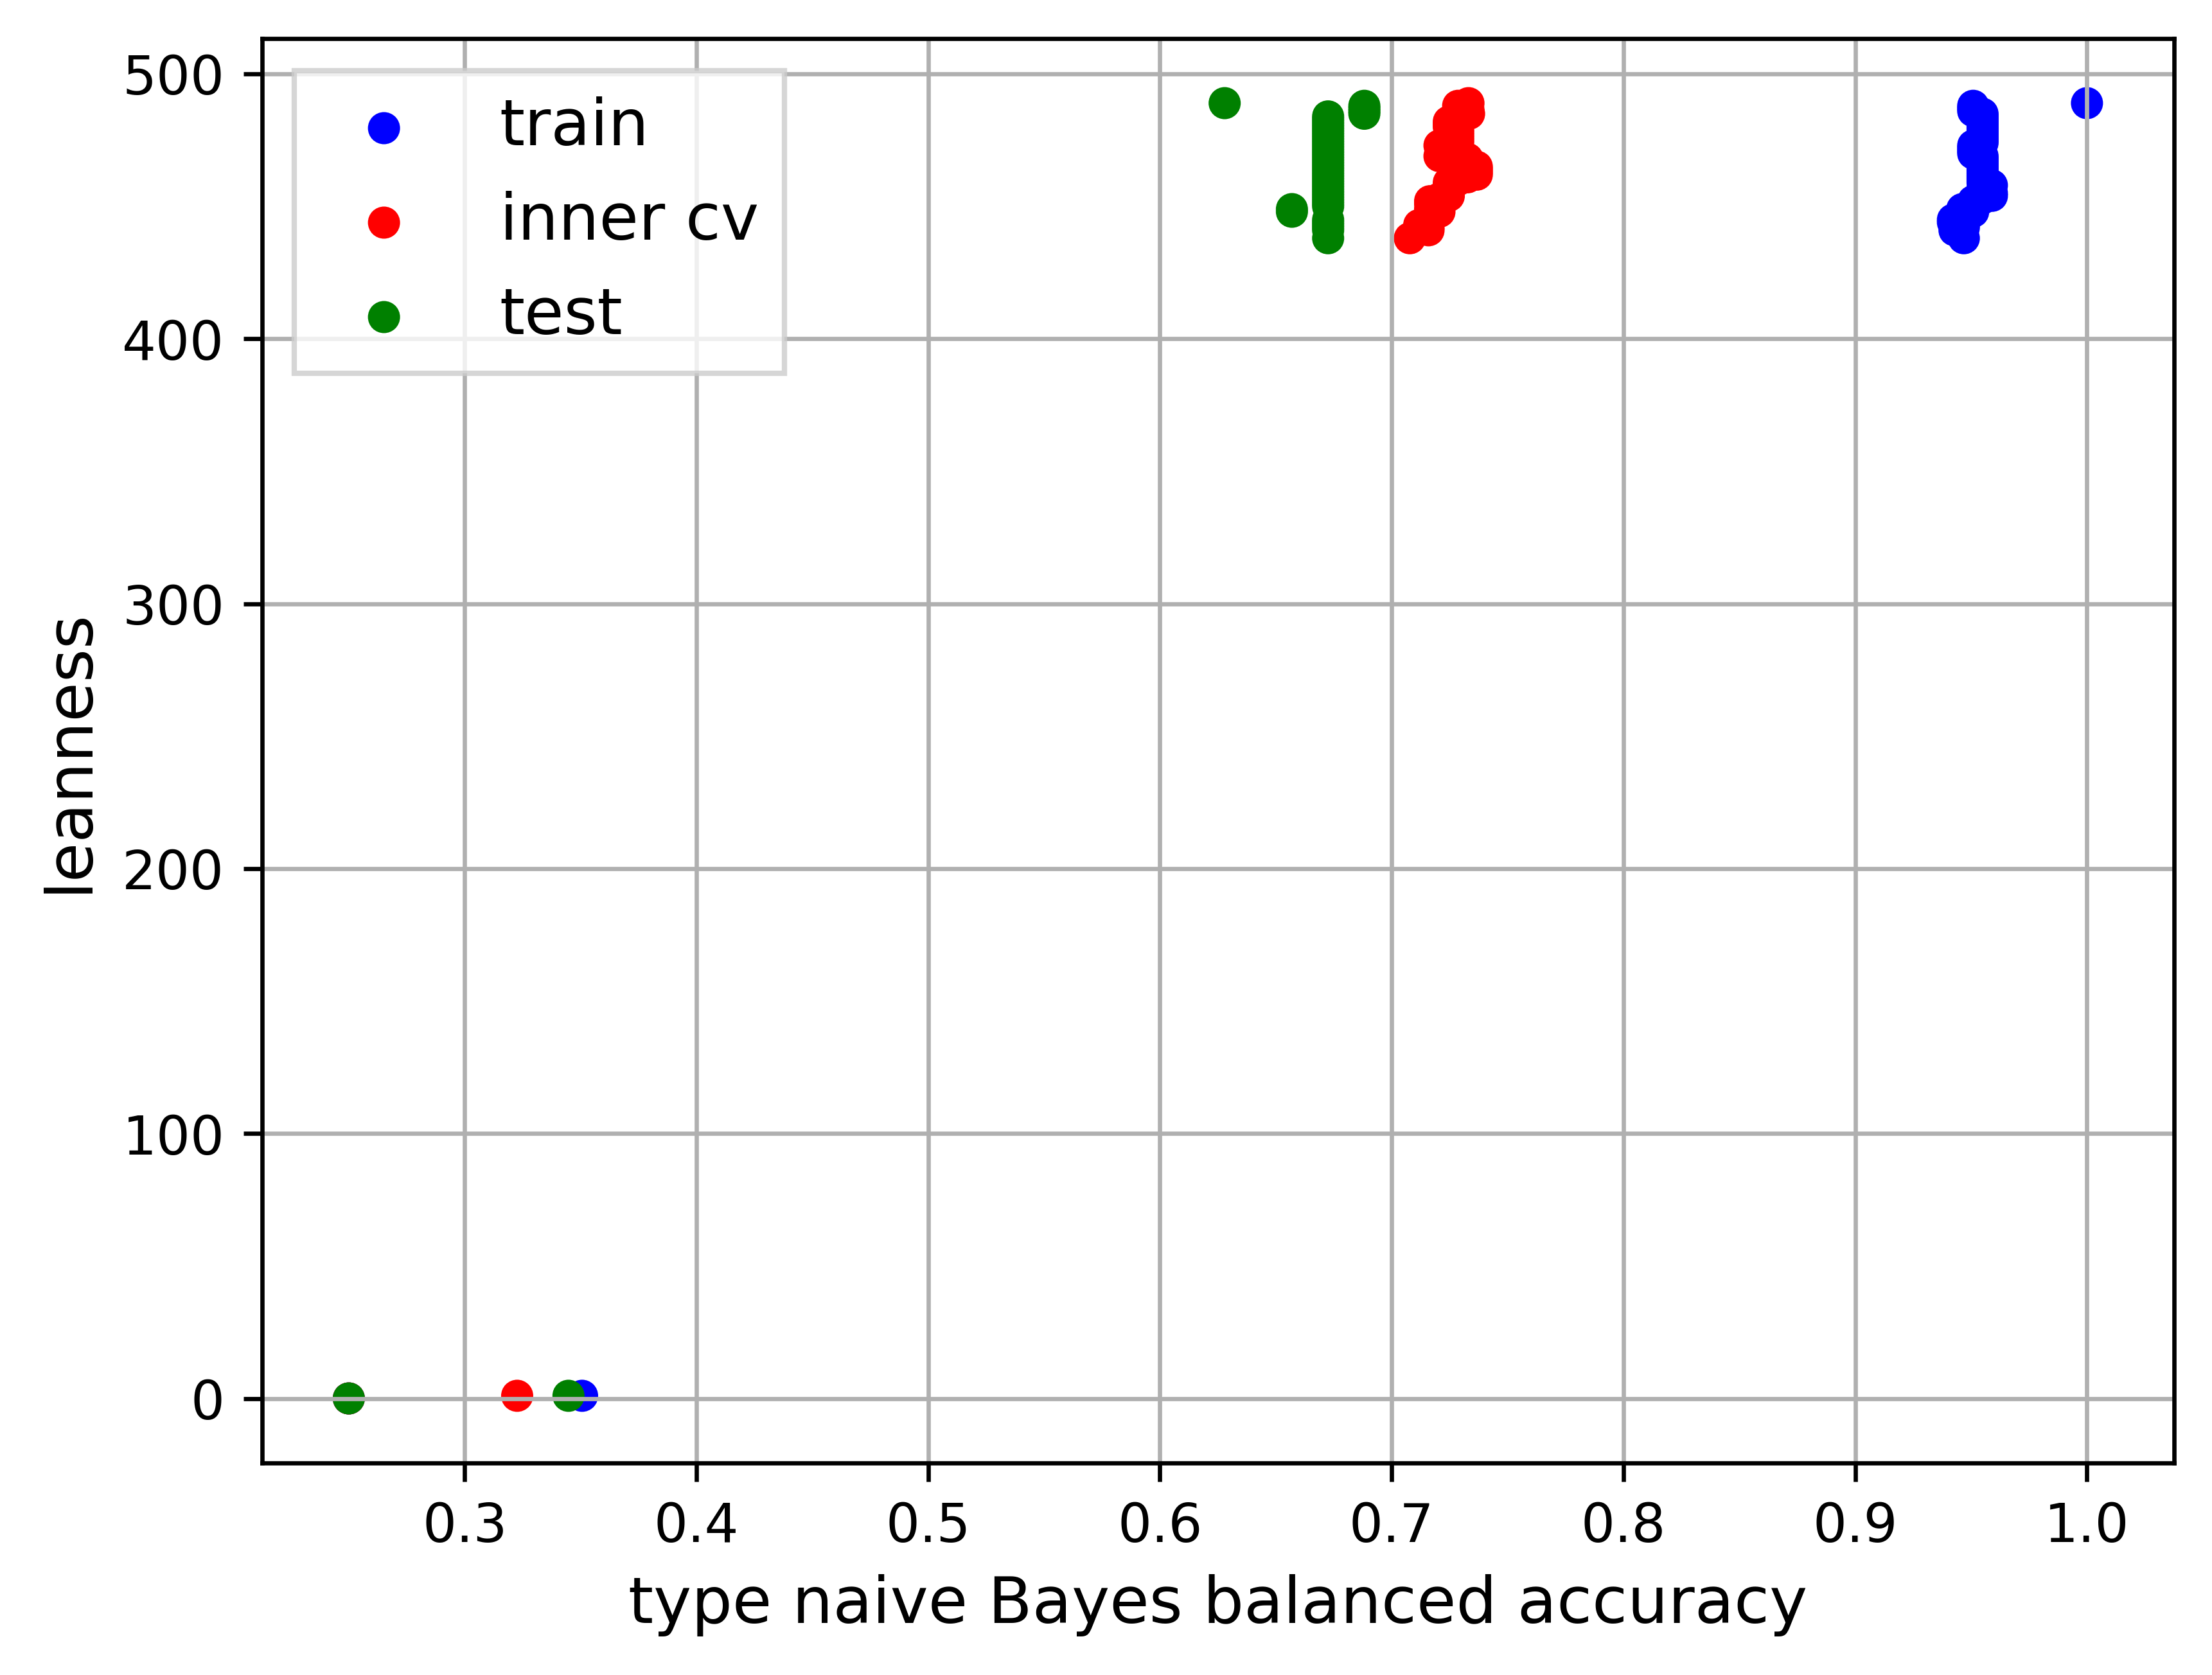 train
inner cv
test
500
400
300
200
100
0
leanness
0.3 0.4 0.5 0.6 0.7 0.8 0.9 1.0
type naive Bayes balanced accuracy